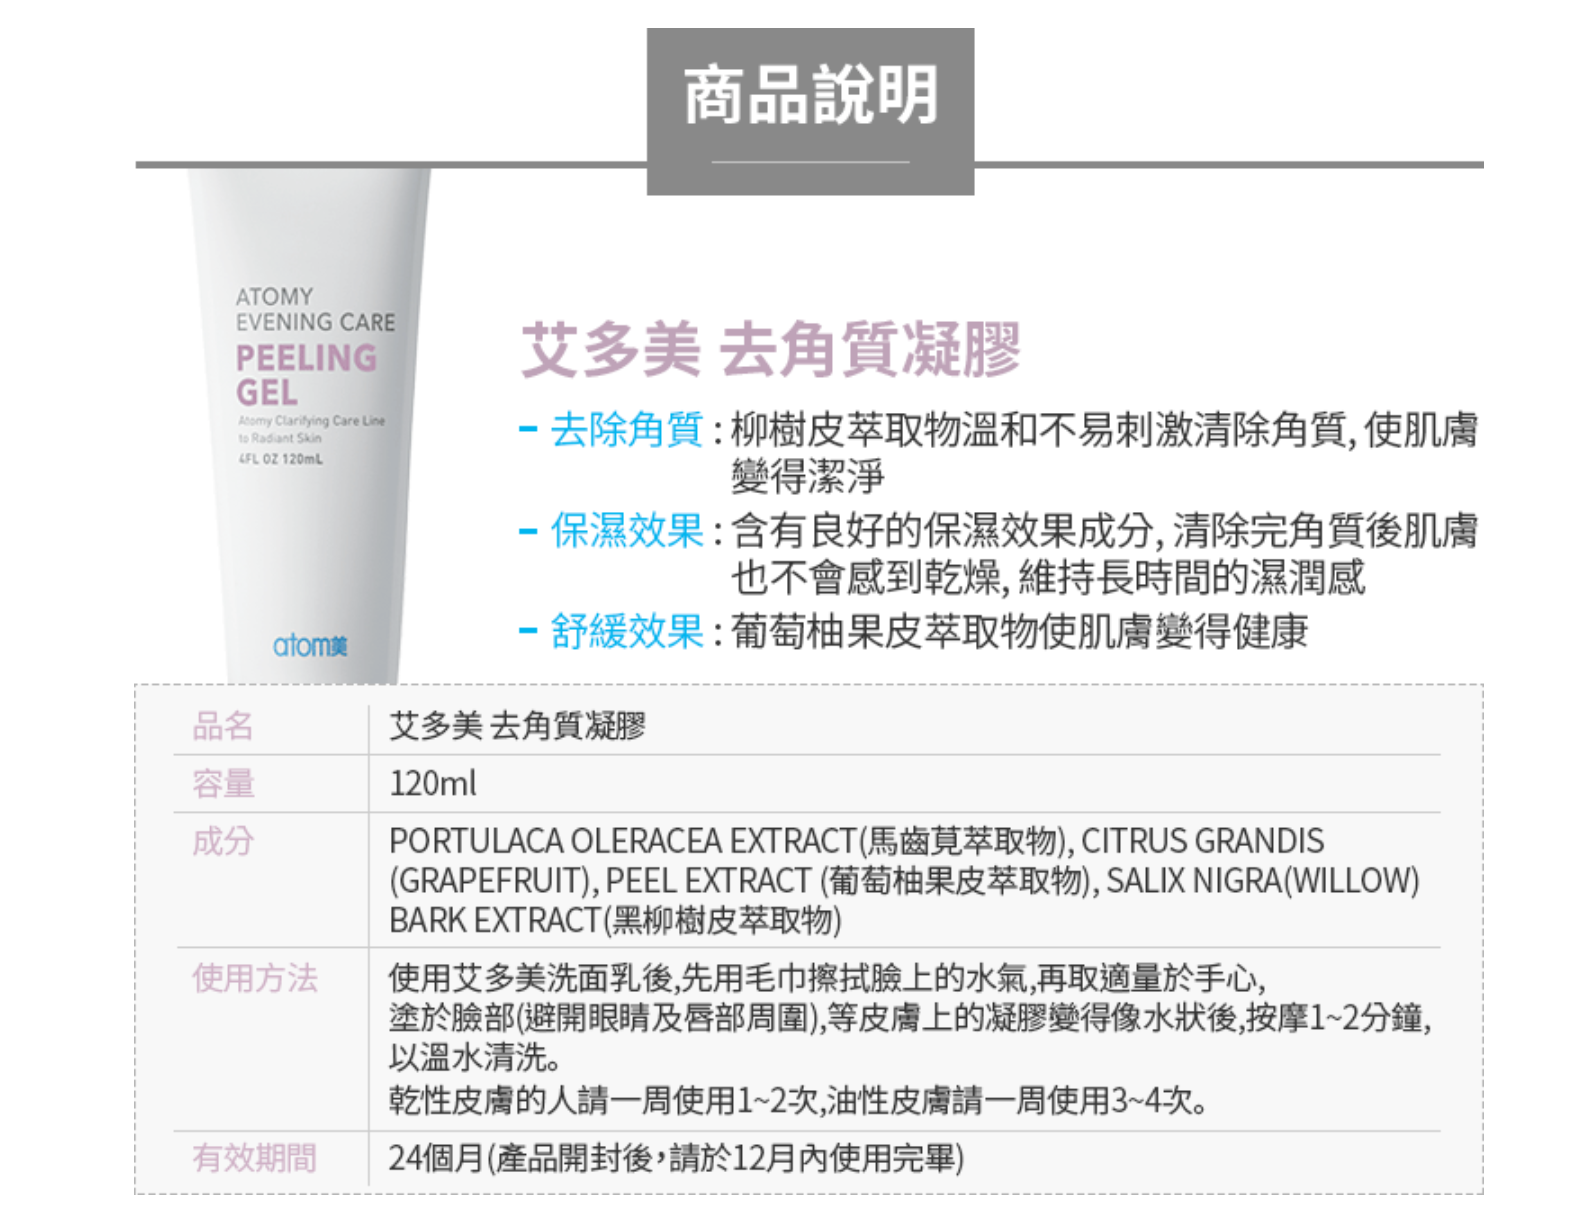 商品說明
ATOMY
EVENING CARE
PEELING
GEL
Atomy Clarifying Care Line
to Radiant Skin
4FL OZ 120mL
atom美
艾多美 去角質凝膠
- 去除角質 : 柳樹皮萃取物溫和不易刺激清除角質, 使肌膚
變得潔淨
- 保濕效果 : 含有良好的保濕效果成分, 清除完角質後肌膚
也不會感到乾燥, 維持長時間的濕潤感
- 舒緩效果 : 葡萄柚果皮萃取物使肌膚變得健康
品名 艾多美 去角質凝膠
容量 120ml
成分 PORTULACA OLERACEA EXTRACT(馬齒莧萃取物), CITRUS GRANDIS
(GRAPEFRUIT), PEEL EXTRACT (葡萄柚果皮萃取物), SALIX NIGRA(WILLOW)
BARK EXTRACT(黑柳樹皮萃取物)
使用方法 使用艾多美洗面乳後,先用毛巾擦拭臉上的水氣,再取適量於手心,
塗於臉部(避開眼睛及唇部周圍),等皮膚上的凝膠變得像水狀後,按摩1~2分鐘,
以溫水清洗。
乾性皮膚的人請一周使用1~2次,油性皮膚請一周使用3~4次。
有效期間 24個月(產品開封後,請於12月內使用完畢)